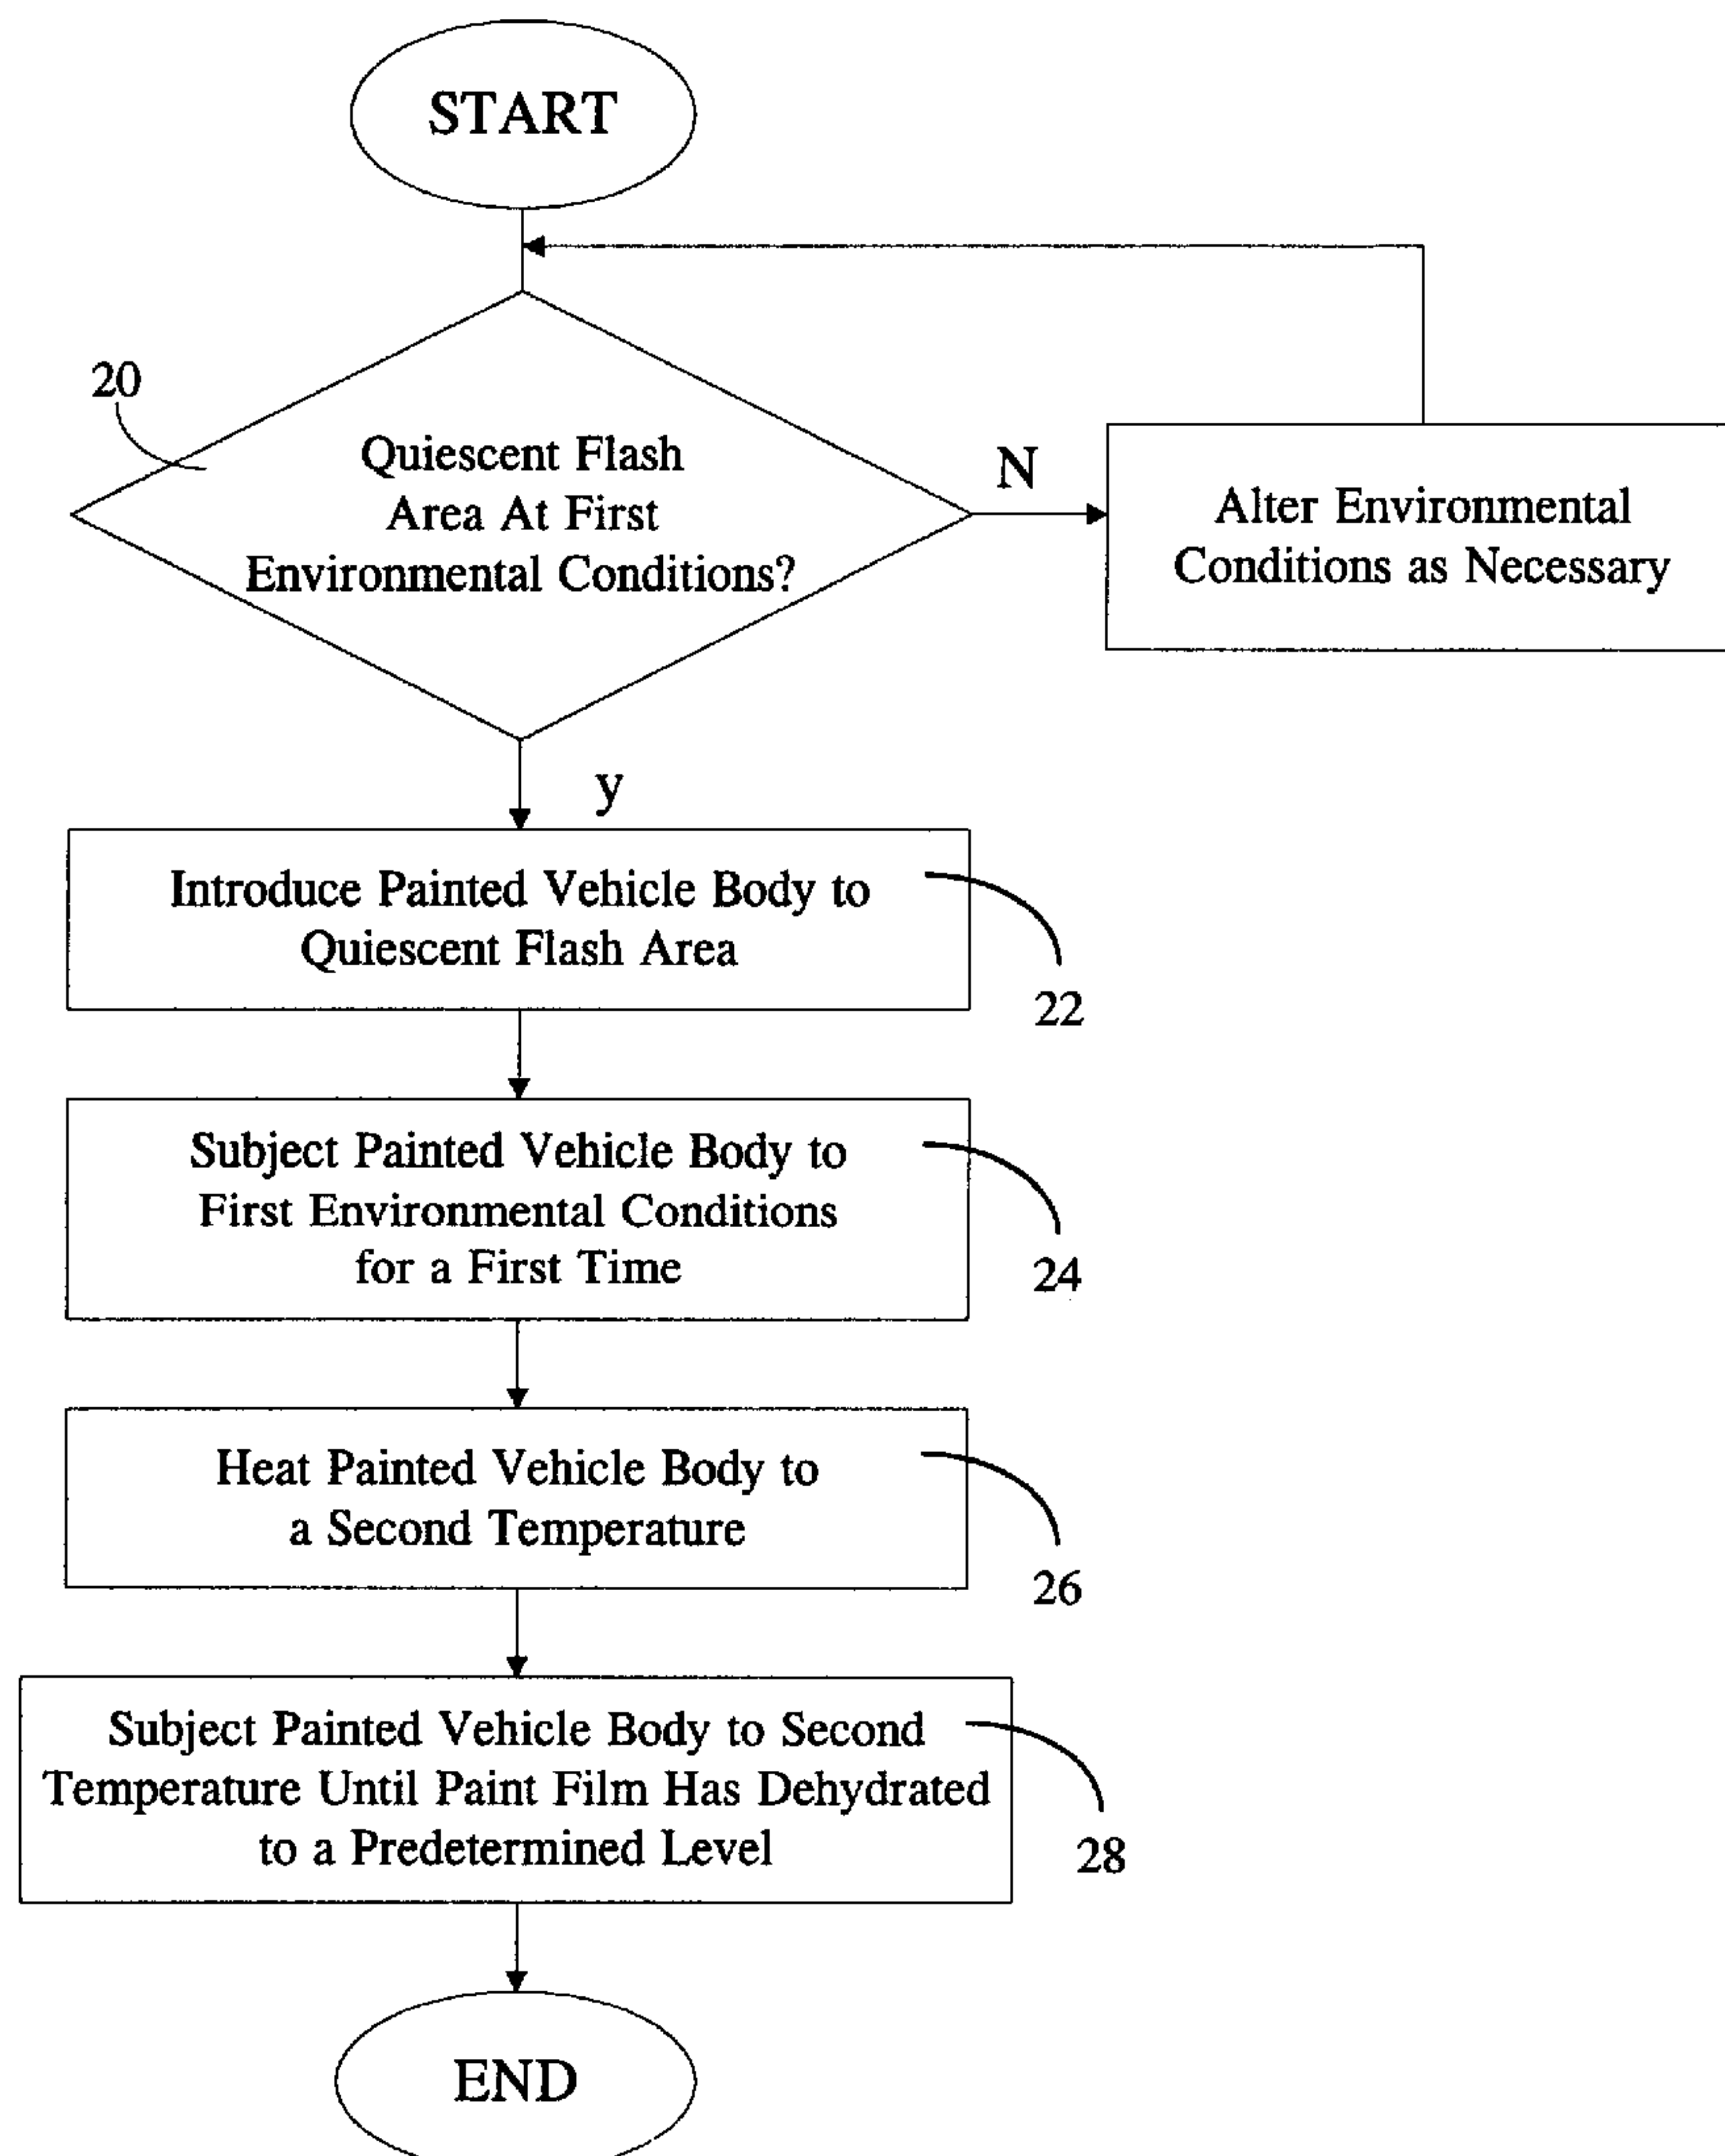 START
20
Quiescent Flash
Area At First
Environmental Conditions?
N
Alter Environmental
Conditions as Necessary
y
Introduce Painted Vehicle Body to
Quiescent Flash Area
22
Subject Painted Vehicle Body to
First Environmental Conditions
for a First Time
24
Heat Painted Vehicle Body to
a Second Temperature
26
Subject Painted Vehicle Body to Second
Temperature Until Paint Film Has Dehydrated
to a Predetermined Level
28
END